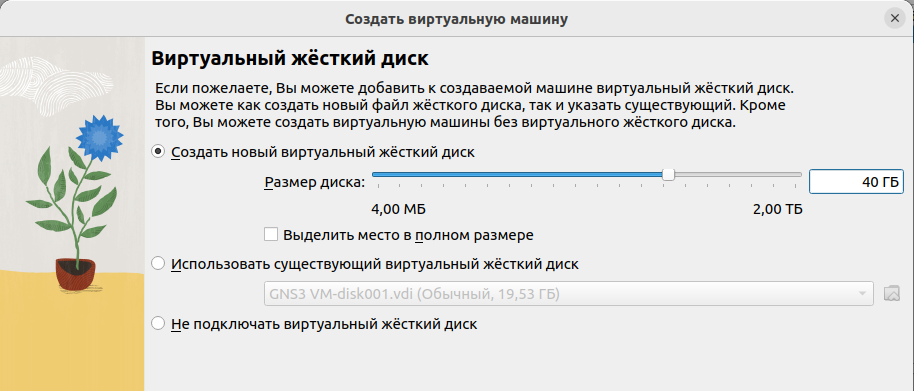 Создать виртуальную машину
Виртуальный жёсткий диск
Если пожелаете, Вы можете добавить к создаваемой машине виртуальный жёсткий диск.
Вы можете как создать новый файл жёсткого диска, так и указать существующий. Кроме
того, Вы можете создать виртуальную машины без виртуального жёсткого диска.
Создать новый виртуальный жёсткий диск
Размер диска:
40 ГБ
4,00 МБ
2,00 ТБ
Выделить место в полном размере
Использовать существующий виртуальный жёсткий диск
GNS3 VM-disk001.vdi (Обычный, 19,53 ГБ)
Не подключать виртуальный жёсткий диск